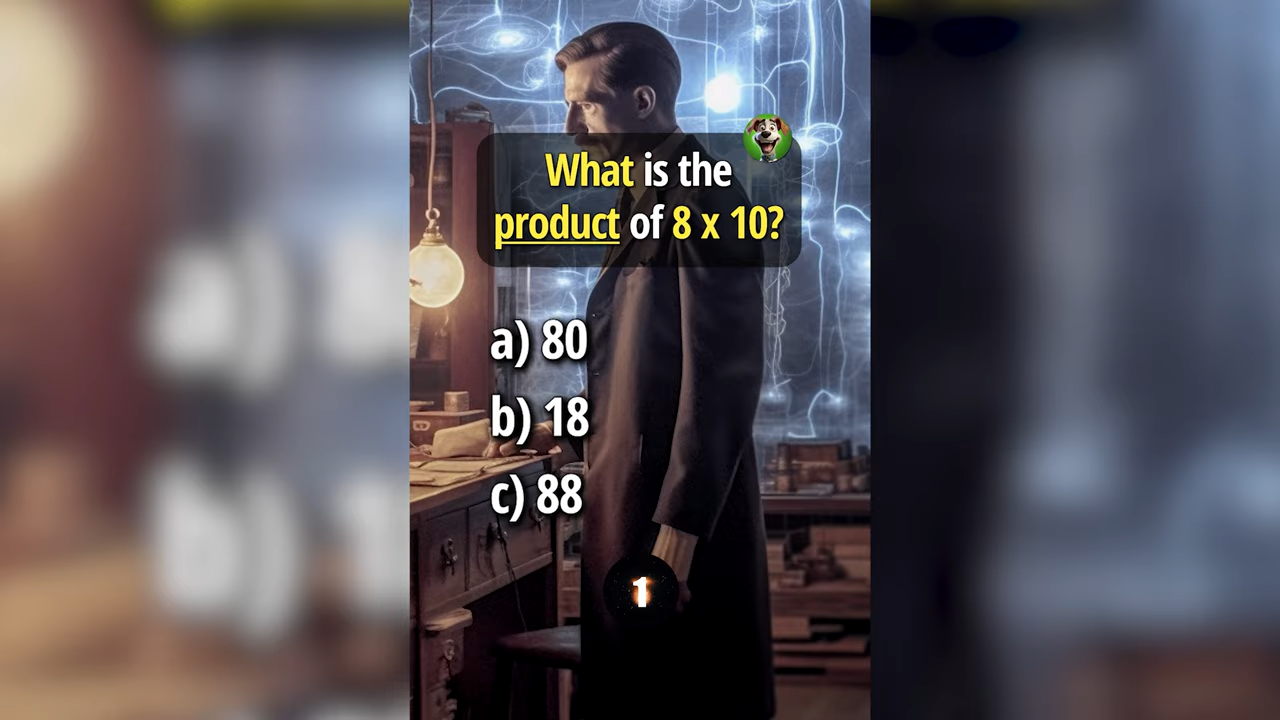 What is the
product of 8 x 10?
a) 80
b) 18
c) 88
1